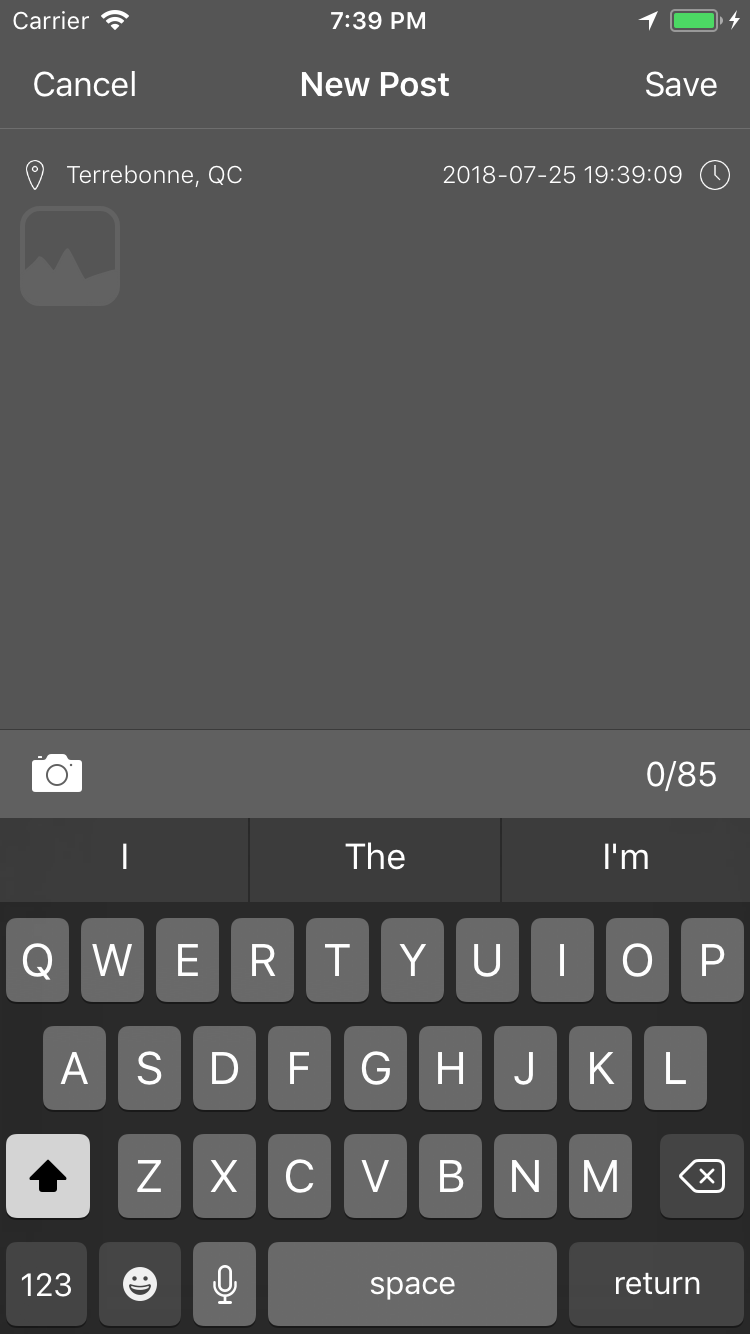 Carrier 7:39 PM
Cancel New Post Save
Terrebonne, QC 2018-07-25 19:39:09
0/85
I The I'm
Q W E R T Y U I O P
A S D F G H J K L
Z X C V B N M
123 space return